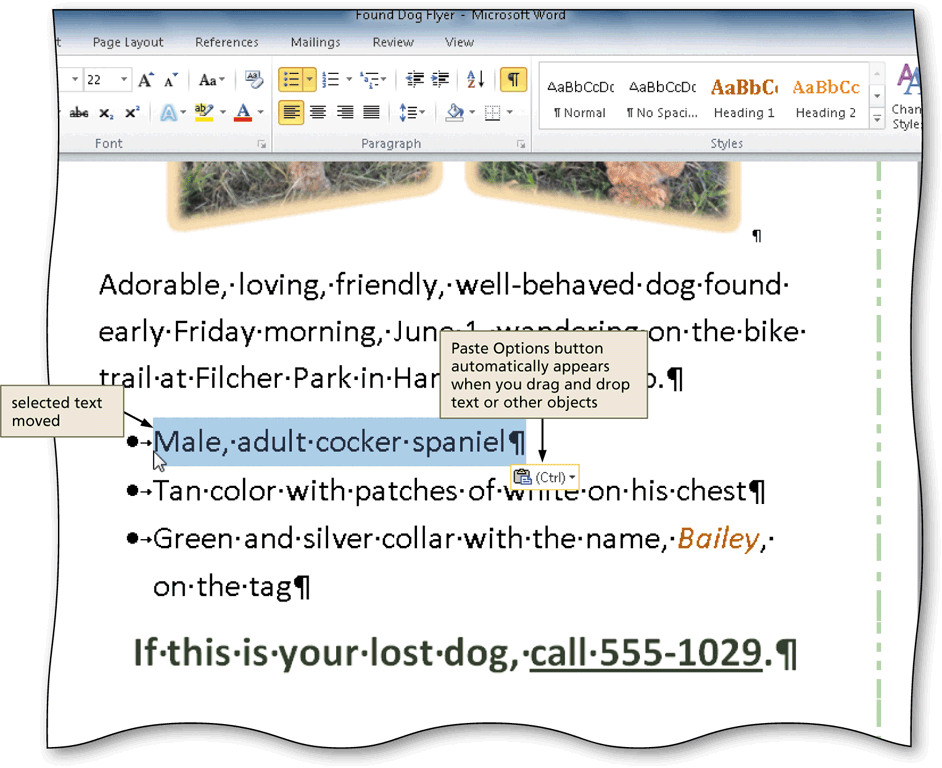 Found Dog Flyer - Microsoft Word
Page Layout References Mailings Review View
22 A A Aa
abc X₂ X² A ab A
AaBbCcDc AaBbCcDc AaBbC AaBbCc A
¶ Normal ¶ No Spaci... Heading 1 Heading 2
Font Paragraph Styles
¶
Adorable,·loving,·friendly,·well-behaved·dog·found·
early·Friday·morning,·June·1,·wandering·on·the·bike·
trail·at·Filcher·Park·in· .¶
Paste Options button
automatically appears
when you drag and drop
text or other objects
selected text
moved
●→Male,·adult·cocker·spaniel¶
(Ctrl)
●→Tan·color·with·patches·of·white·on·his·chest¶
●→Green·and·silver·collar·with·the·name,·Bailey,·
on·the·tag¶
If·this·is·your·lost·dog,·call·555-1029.¶